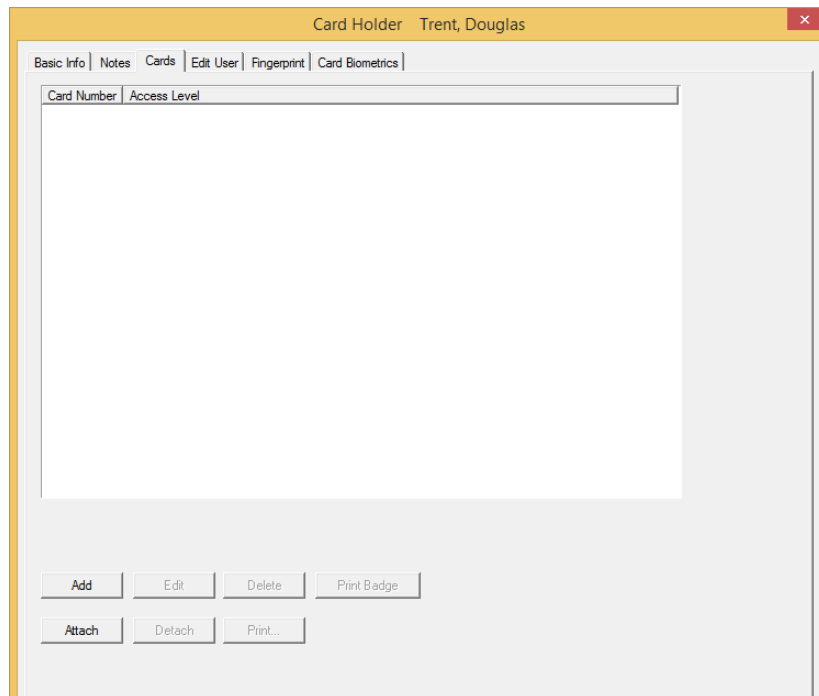 Card Holder Trent, Douglas
Basic Info Notes Cards Edit User Fingerprint Card Biometrics
Card Number Access Level
Add Edit Delete Print Badge
Attach Detach Print...